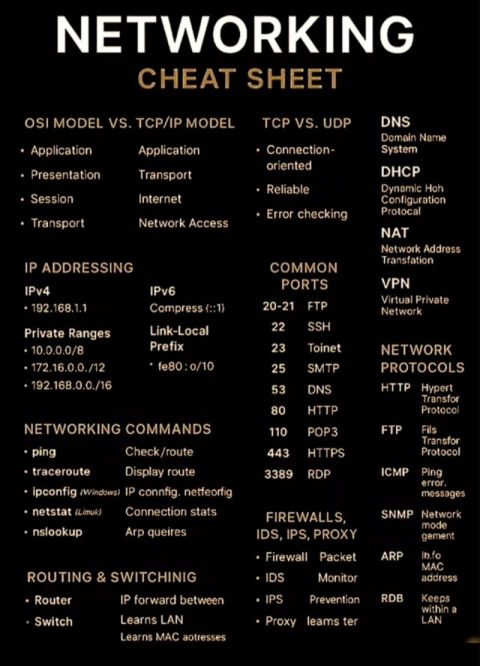 NETWORKING
CHEAT SHEET
OSI MODEL VS. TCP/IP MODEL
• Application Application
• Presentation Transport
• Session Internet
• Transport Network Access
TCP VS. UDP
• Connection-
oriented
• Reliable
• Error checking
DNS
Domain Name
System
DHCP
Dynamic Hoh
Configuration
Protocal
NAT
Network Address
Transfation
VPN
Virtual Private
Network
IP ADDRESSING
IPv4
• 192.168.1.1
Private Ranges
• 10.0.0.0/8
• 172.16.0.0./12
• 192.168.0.0./16
IPv6
Compress (::1)
Link-Local
Prefix
• fe80:o/10
COMMON
PORTS
20-21 FTP
22 SSH
23 Toinet
25 SMTP
53 DNS
80 HTTP
110 POP3
443 HTTPS
3389 RDP
NETWORK
PROTOCOLS
HTTP Hypert
Transfor
Protocol
FTP Fils
Transfor
Protocol
ICMP Ping
error.
messages
SNMP Network
mode
gement
ARP
MAC
address
RDB Keeps
within a
LAN
NETWORKING COMMANDS
• ping Check/route
• traceroute Display route
• ipconfig (Windows) IP connfig. netfeorfig
• netstat (Limuk) Connection stats
• nslookup Arp queires
FIREWALLS,
IDS, IPS, PROXY
• Firewall Packet
• IDS Monitor
• IPS Prevention
• Proxy leams ter
ROUTING & SWITCHINIG
• Router IP forward between
• Switch Learns LAN
Learns MAC aotresses